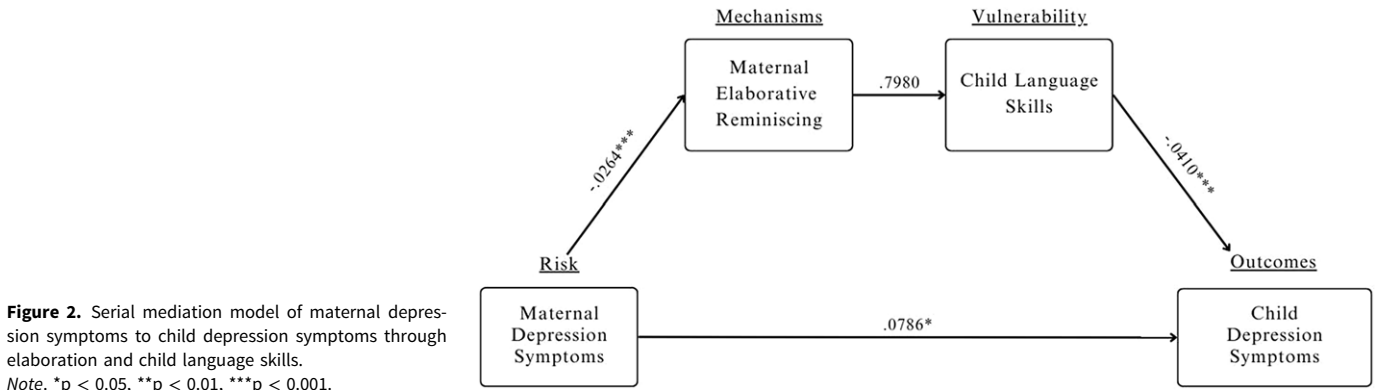 Mechanisms
Vulnerability
Maternal
Elaborative
Reminiscing
.7980
Child Language
Skills
-.0264***
-.0410***
Risk
Outcomes
Maternal
Depression
Symptoms
.0786*
Child
Depression
Symptoms
Figure 2. Serial mediation model of maternal depres-
sion symptoms to child depression symptoms through
elaboration and child language skills.
Note. *p < 0.05, **p < 0.01, ***p < 0.001.